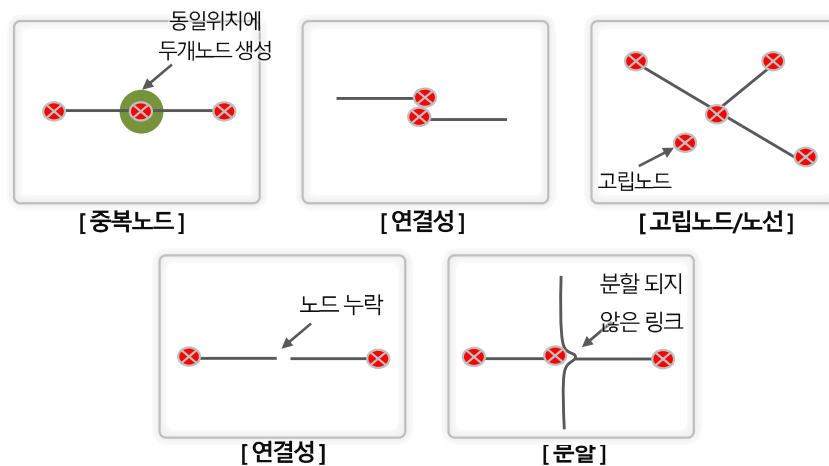 동일위치에
두개노드 생성
고립노드
[ 중복노드 ]
[ 연결성 ]
[ 고립노드/노선 ]
노드 누락
분할 되지
않은 링크
[ 연결성 ]
[ 분할 ]